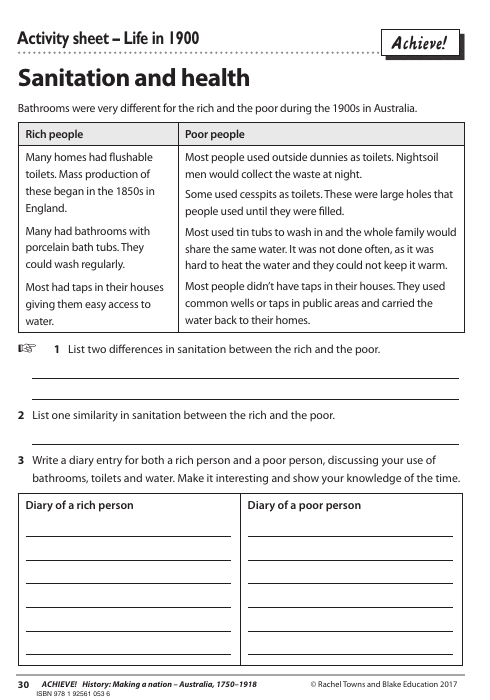 Activity sheet – Life in 1900
Achieve!
Sanitation and health
Bathrooms were very different for the rich and the poor during the 1900s in Australia.
Rich people
Many homes had flushable
toilets. Mass production of
these began in the 1850s in
England.
Many had bathrooms with
porcelain bath tubs. They
could wash regularly.
Most had taps in their houses
giving them easy access to
water.
Poor people
Most people used outside dunnies as toilets. Nightsoil
men would collect the waste at night.
Some used cesspits as toilets. These were large holes that
people used until they were filled.
Most used tin tubs to wash in and the whole family would
share the same water. It was not done often, as it was
hard to heat the water and they could not keep it warm.
Most people didn't have taps in their houses. They used
common wells or taps in public areas and carried the
water back to their homes.
1 List two differences in sanitation between the rich and the poor.
2 List one similarity in sanitation between the rich and the poor.
3 Write a diary entry for both a rich person and a poor person, discussing your use of
bathrooms, toilets and water. Make it interesting and show your knowledge of the time.
Diary of a rich person
Diary of a poor person
30 ACHIEVE! History: Making a nation – Australia, 1750–1918
© Rachel Towns and Blake Education 2017
ISBN 978 1 92561 053 6